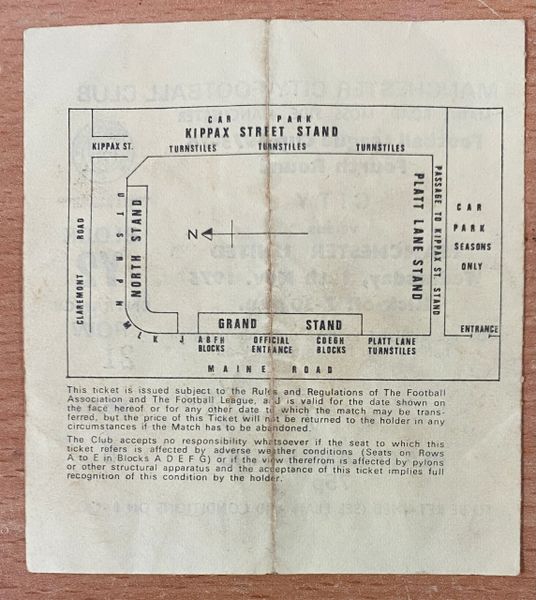 CAR PARK
KIPPAX STREET STAND
KIPPAX ST. TURNSTILES TURNSTILES TURNSTILES
CLAREMONT ROAD
U T S R P N M L K J
NORTH STAND
N
PLATT LANE STAND
PASSAGE TO KIPPAX ST. STAND
CAR
PARK
SEASONS
ONLY
ENTRANCE
GRAND STAND
A B F H OFFICIAL C D E G H PLATT LANE
BLOCKS ENTRANCE BLOCKS TURNSTILES
MAINE ROAD
This ticket is issued subject to the Rules and Regulations of The Football
Association and The Football League, and is valid for the date shown on
the face hereof or for any other date to which the match may be trans-
ferred, but the price of this Ticket will not be returned to the holder in any
circumstances if the Match has to be abandoned.
The Club accepts no responsibility whatsoever if the seat to which this
ticket refers is affected by adverse weather conditions (Seats on Rows
A to E in Blocks A D E F G) or if the view therefrom is affected by pylons
or other structural apparatus and the acceptance of this ticket implies full
recognition of this condition by the holder.